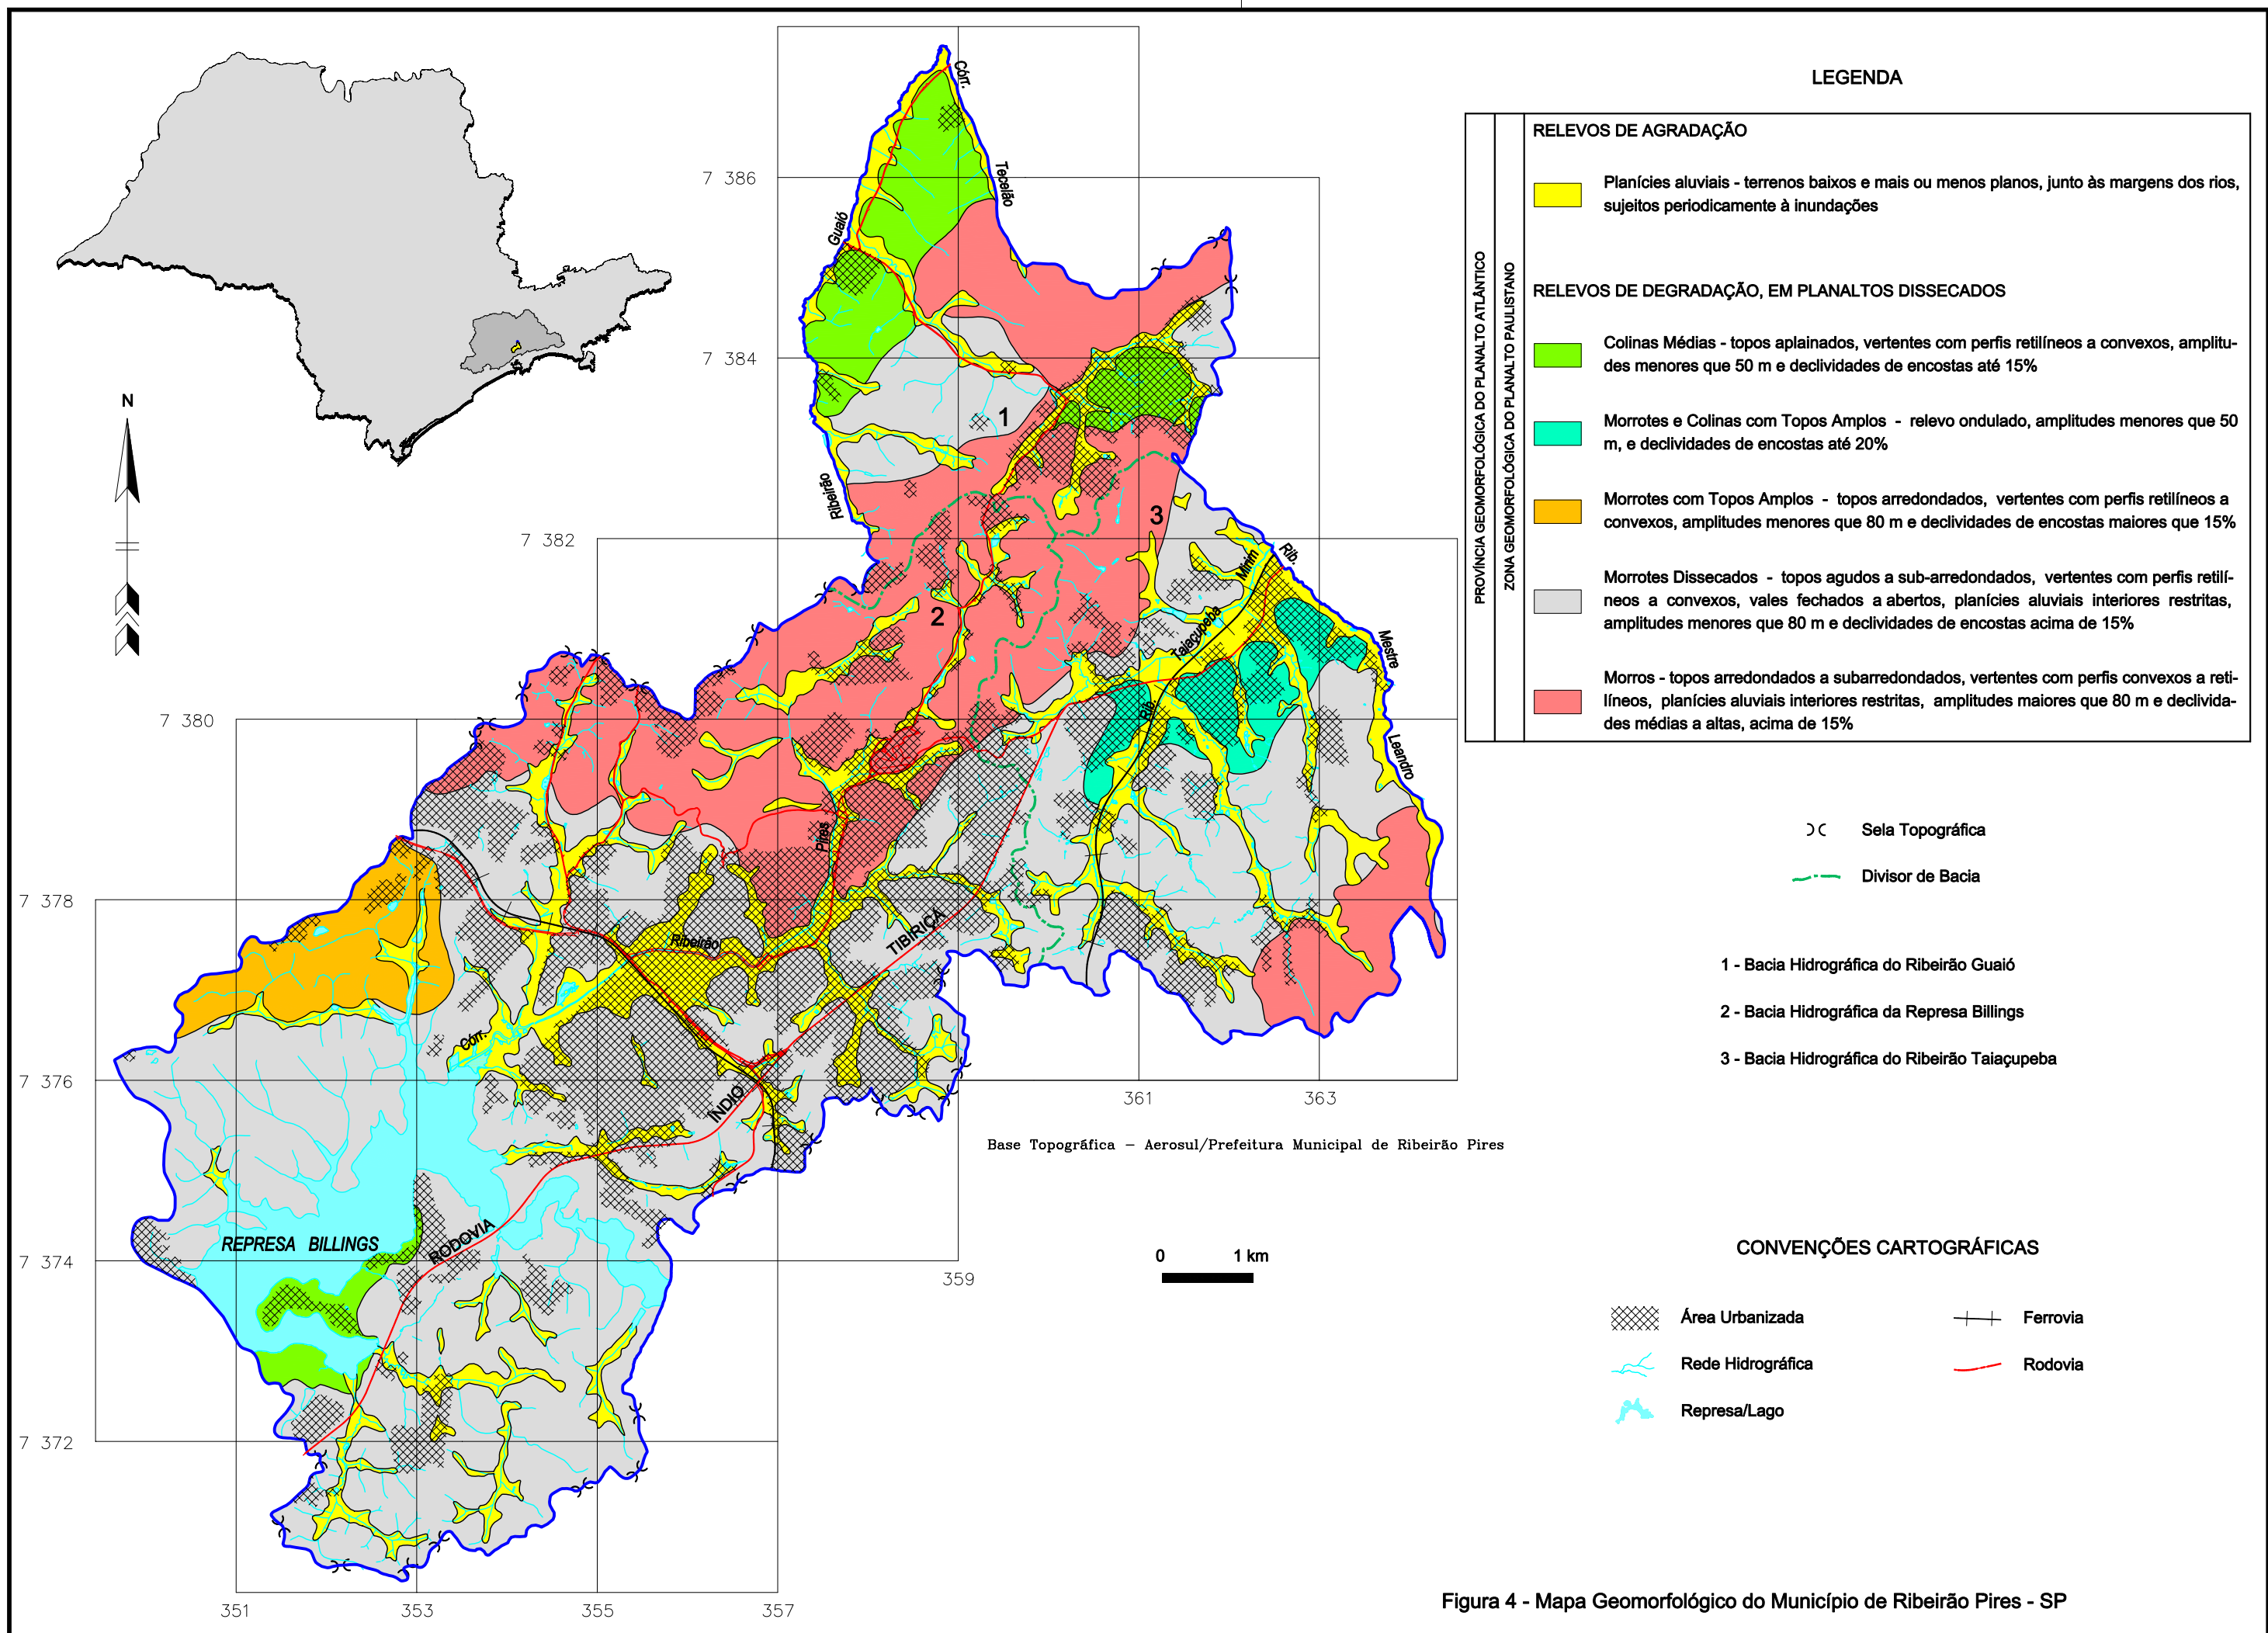 LEGENDA
PROVÍNCIA GEOMORFOLÓGICA DO PLANALTO ATLÂNTICO
ZONA GEOMORFOLÓGICA DO PLANALTO PAULISTANO
RELEVOS DE AGRADAÇÃO
Planícies aluviais - terrenos baixos e mais ou menos planos, junto às margens dos rios,
sujeitos periodicamente à inundações
RELEVOS DE DEGRADAÇÃO, EM PLANALTOS DISSECADOS
Colinas Médias - topos aplainados, vertentes com perfis retilíneos a convexos, amplitu-
des menores que 50 m e declividades de encostas até 15%
Morrotes e Colinas com Topos Amplos - relevo ondulado, amplitudes menores que 50
m, e declividades de encostas até 20%
Morrotes com Topos Amplos - topos arredondados, vertentes com perfis retilíneos a
convexos, amplitudes menores que 80 m e declividades de encostas maiores que 15%
Morrotes Dissecados - topos agudos a sub-arredondados, vertentes com perfis retilí-
neos a convexos, vales fechados a abertos, planícies aluviais interiores restritas,
amplitudes menores que 80 m e declividades de encostas acima de 15%
Morros - topos arredondados a subarredondados, vertentes com perfis convexos a reti-
líneos, planícies aluviais interiores restritas, amplitudes maiores que 80 m e declivida-
des médias a altas, acima de 15%
Sela Topográfica
Divisor de Bacia
1 - Bacia Hidrográfica do Ribeirão Guaió
2 - Bacia Hidrográfica da Represa Billings
3 - Bacia Hidrográfica do Ribeirão Taiaçupeba
CONVENÇÕES CARTOGRÁFICAS
Área Urbanizada
Ferrovia
Rede Hidrográfica
Rodovia
Represa/Lago
N
Córr.
Tecelão
7 386
Guaió
7 384
1
Ribeirão
3
7 382
Mirim
Rib.
2
Taiaçupeba
Mestre
7 380
Rib.
Leandro
Pires
7 378
TIBIRIÇÁ
Ribeirão
Córr.
7 376
361
363
ÍNDIO
Base Topográfica – Aerosul/Prefeitura Municipal de Ribeirão Pires
RODOVIA
REPRESA BILLINGS
0 1 km
7 374
359
7 372
351
353
355
357
Figura 4 - Mapa Geomorfológico do Município de Ribeirão Pires - SP